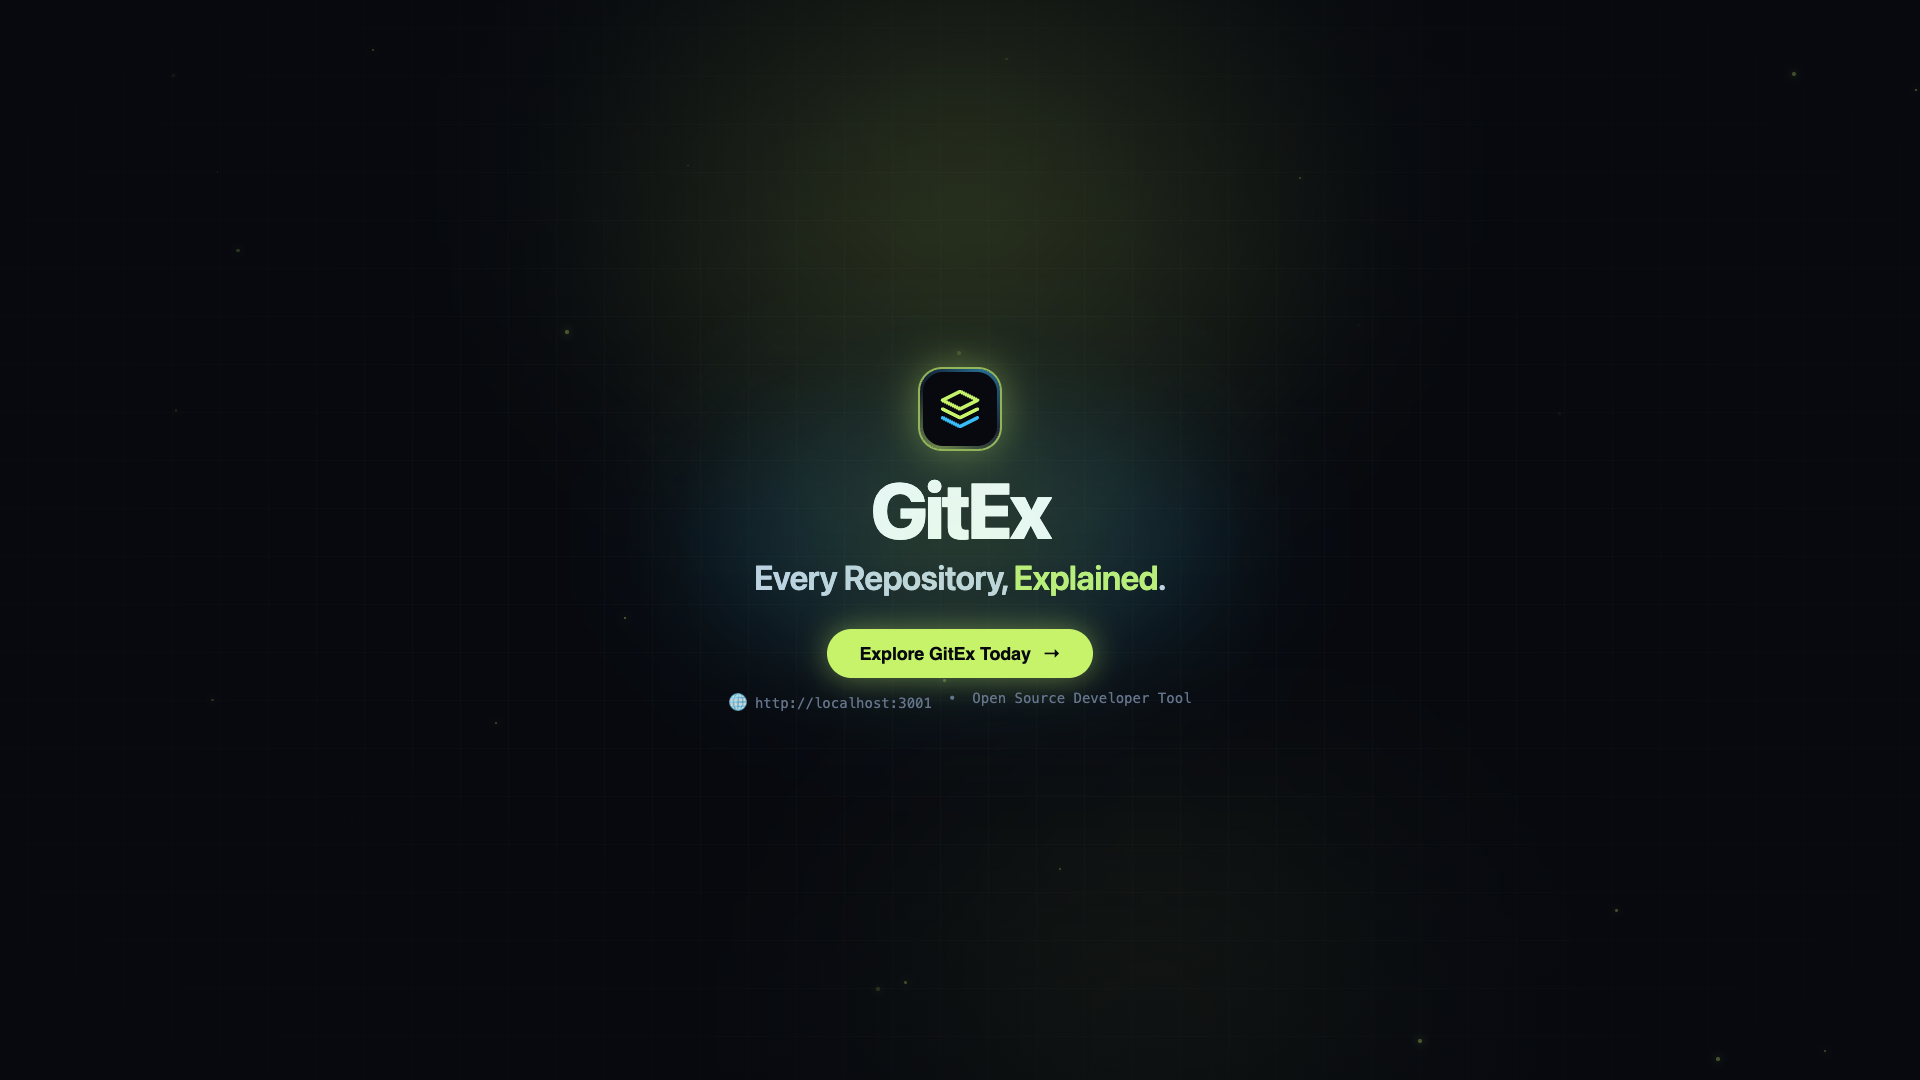 GitEx
Every Repository, Explained.
Explore GitEx Today →
http://localhost:3001 • Open Source Developer Tool